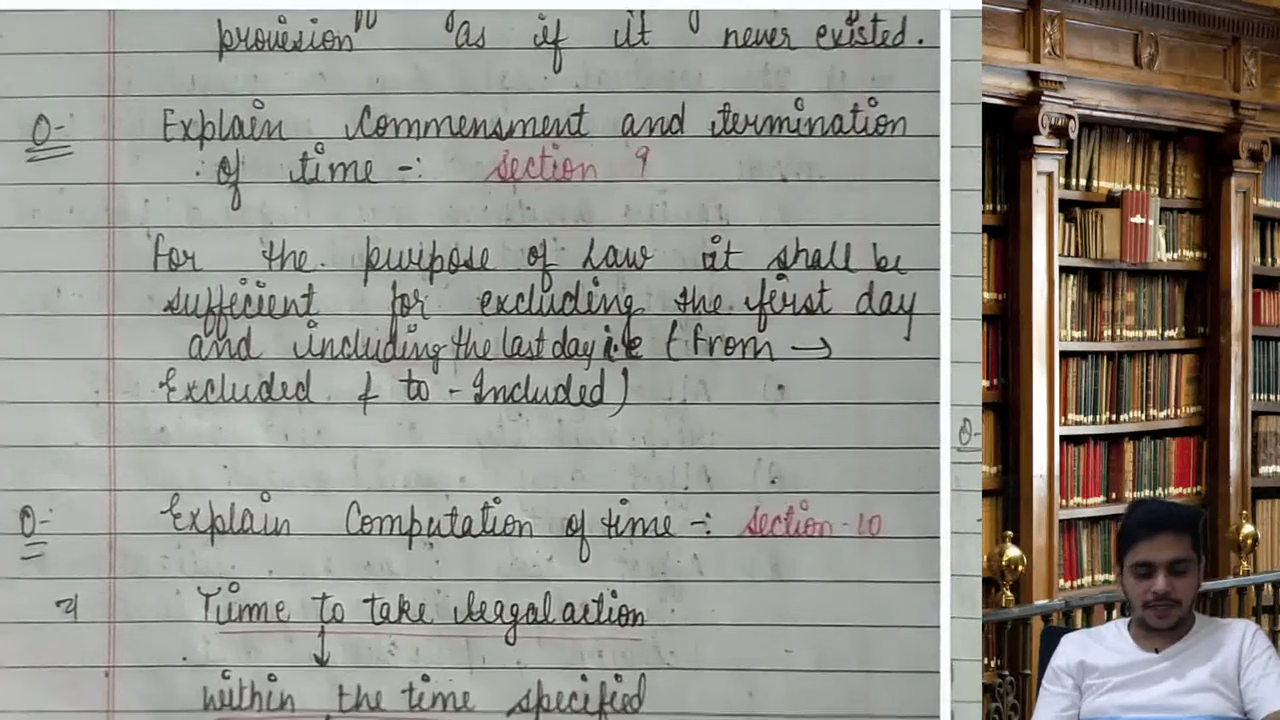 provision as if it never existed.
Q- Explain Commensment and termination
of time -: section 9
For the purpose of Law it shall be
sufficient for excluding the first day
and including the last day i.e (From →
Excluded & to - Included)
Q- Explain Computation of time -: section-10
Time to take legal action
↓
within the time specified
Q-